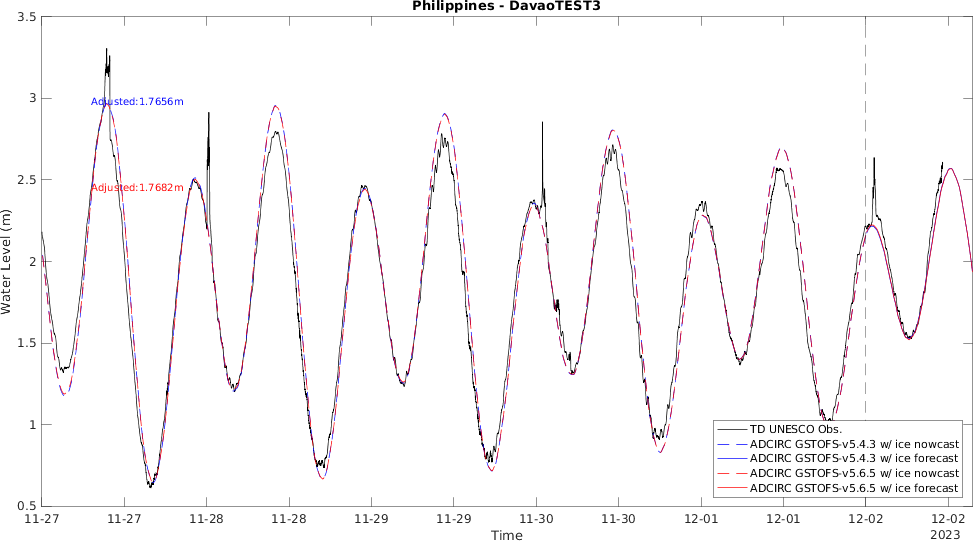 Philippines - DavaoTEST3
3.5
3
2.5
2
1.5
1
0.5
Water Level (m)
Adjusted:1.7656m
Adjusted:1.7682m
TD UNESCO Obs.
ADCIRC GSTOFS-v5.4.3 w/ ice nowcast
ADCIRC GSTOFS-v5.4.3 w/ ice forecast
ADCIRC GSTOFS-v5.6.5 w/ ice nowcast
ADCIRC GSTOFS-v5.6.5 w/ ice forecast
11-27 11-27 11-28 11-28 11-29 11-29 11-30 11-30 12-01 12-01 12-02 12-02
2023
Time